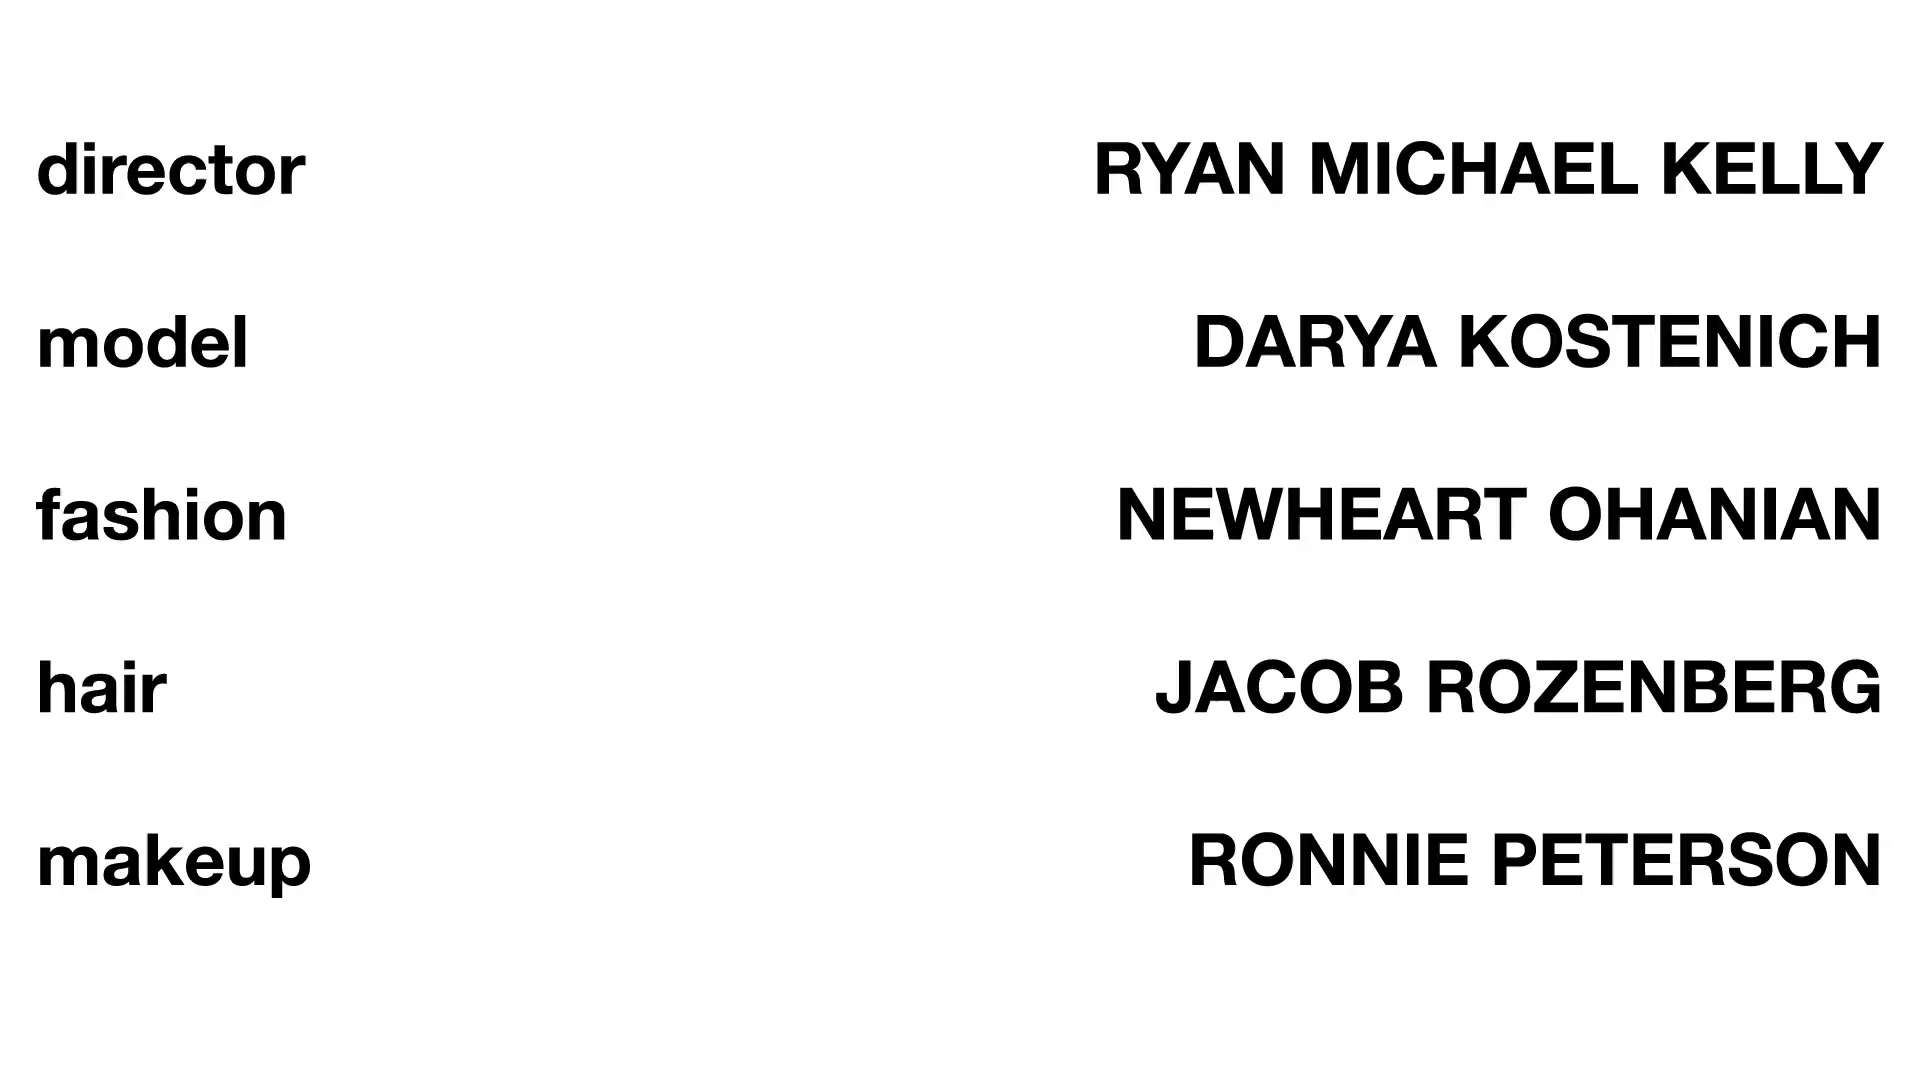 director RYAN MICHAEL KELLY
model DARYA KOSTENICH
fashion NEWHEART OHANIAN
hair JACOB ROZENBERG
makeup RONNIE PETERSON